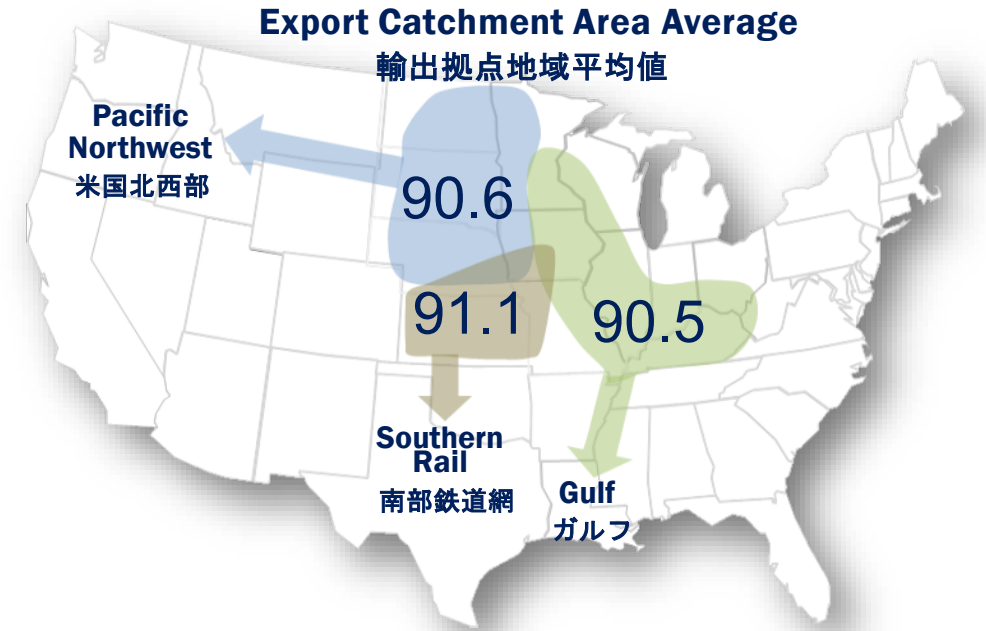 Export Catchment Area Average
輸出拠点地域平均値
Pacific
Northwest
米国北西部
90.6
91.1
90.5
Southern
Rail
南部鉄道網
Gulf
ガルフ